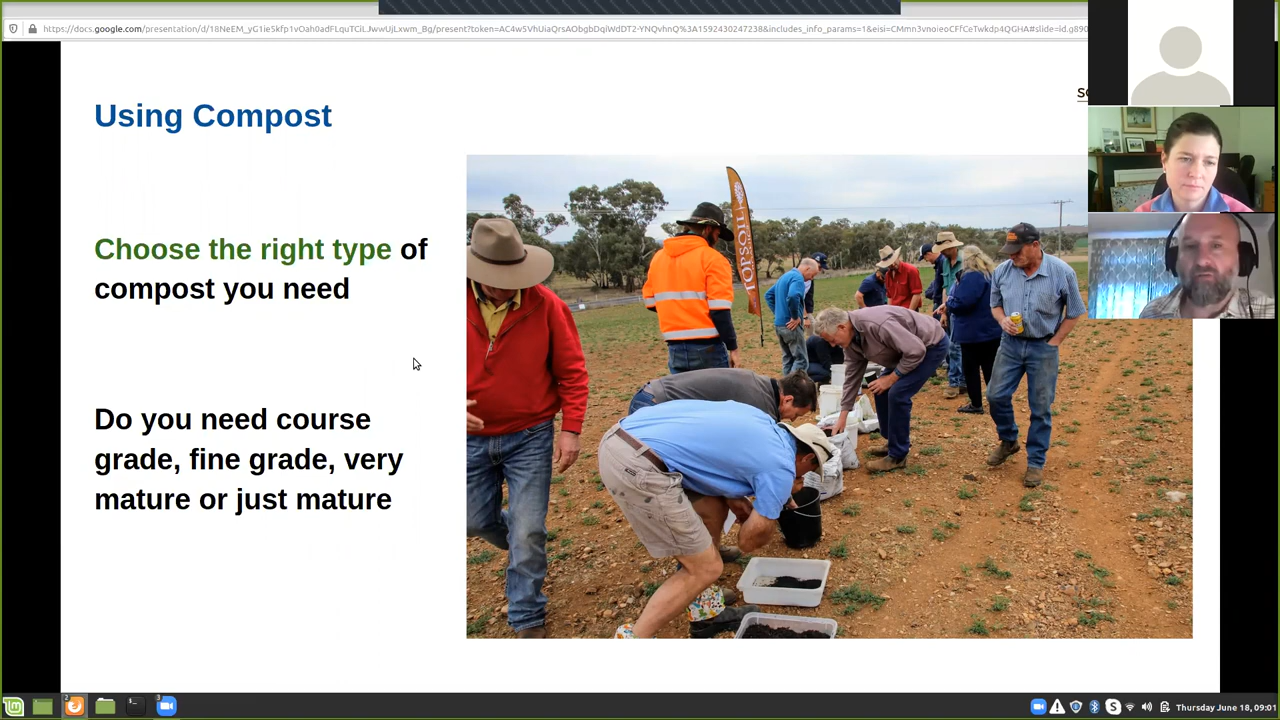 https://docs.google.com/presentation/d/18NeEM_yG1ie5kfp1vOah0adFLquTCiLJwwUjLxwm_Bg/present?token=AC4w5VhUiaQrsAObgbDqiWdDT2-YNQvhnQ%3A1592430247238&includes_info_params=1&eisi=CMmn3vnoieoCFfCeTwkdp4QGHA#slide=id.g890
Using Compost
Choose the right type of
compost you need
Do you need course
grade, fine grade, very
mature or just mature
TOPSOIL
Thursday June 18, 09:01